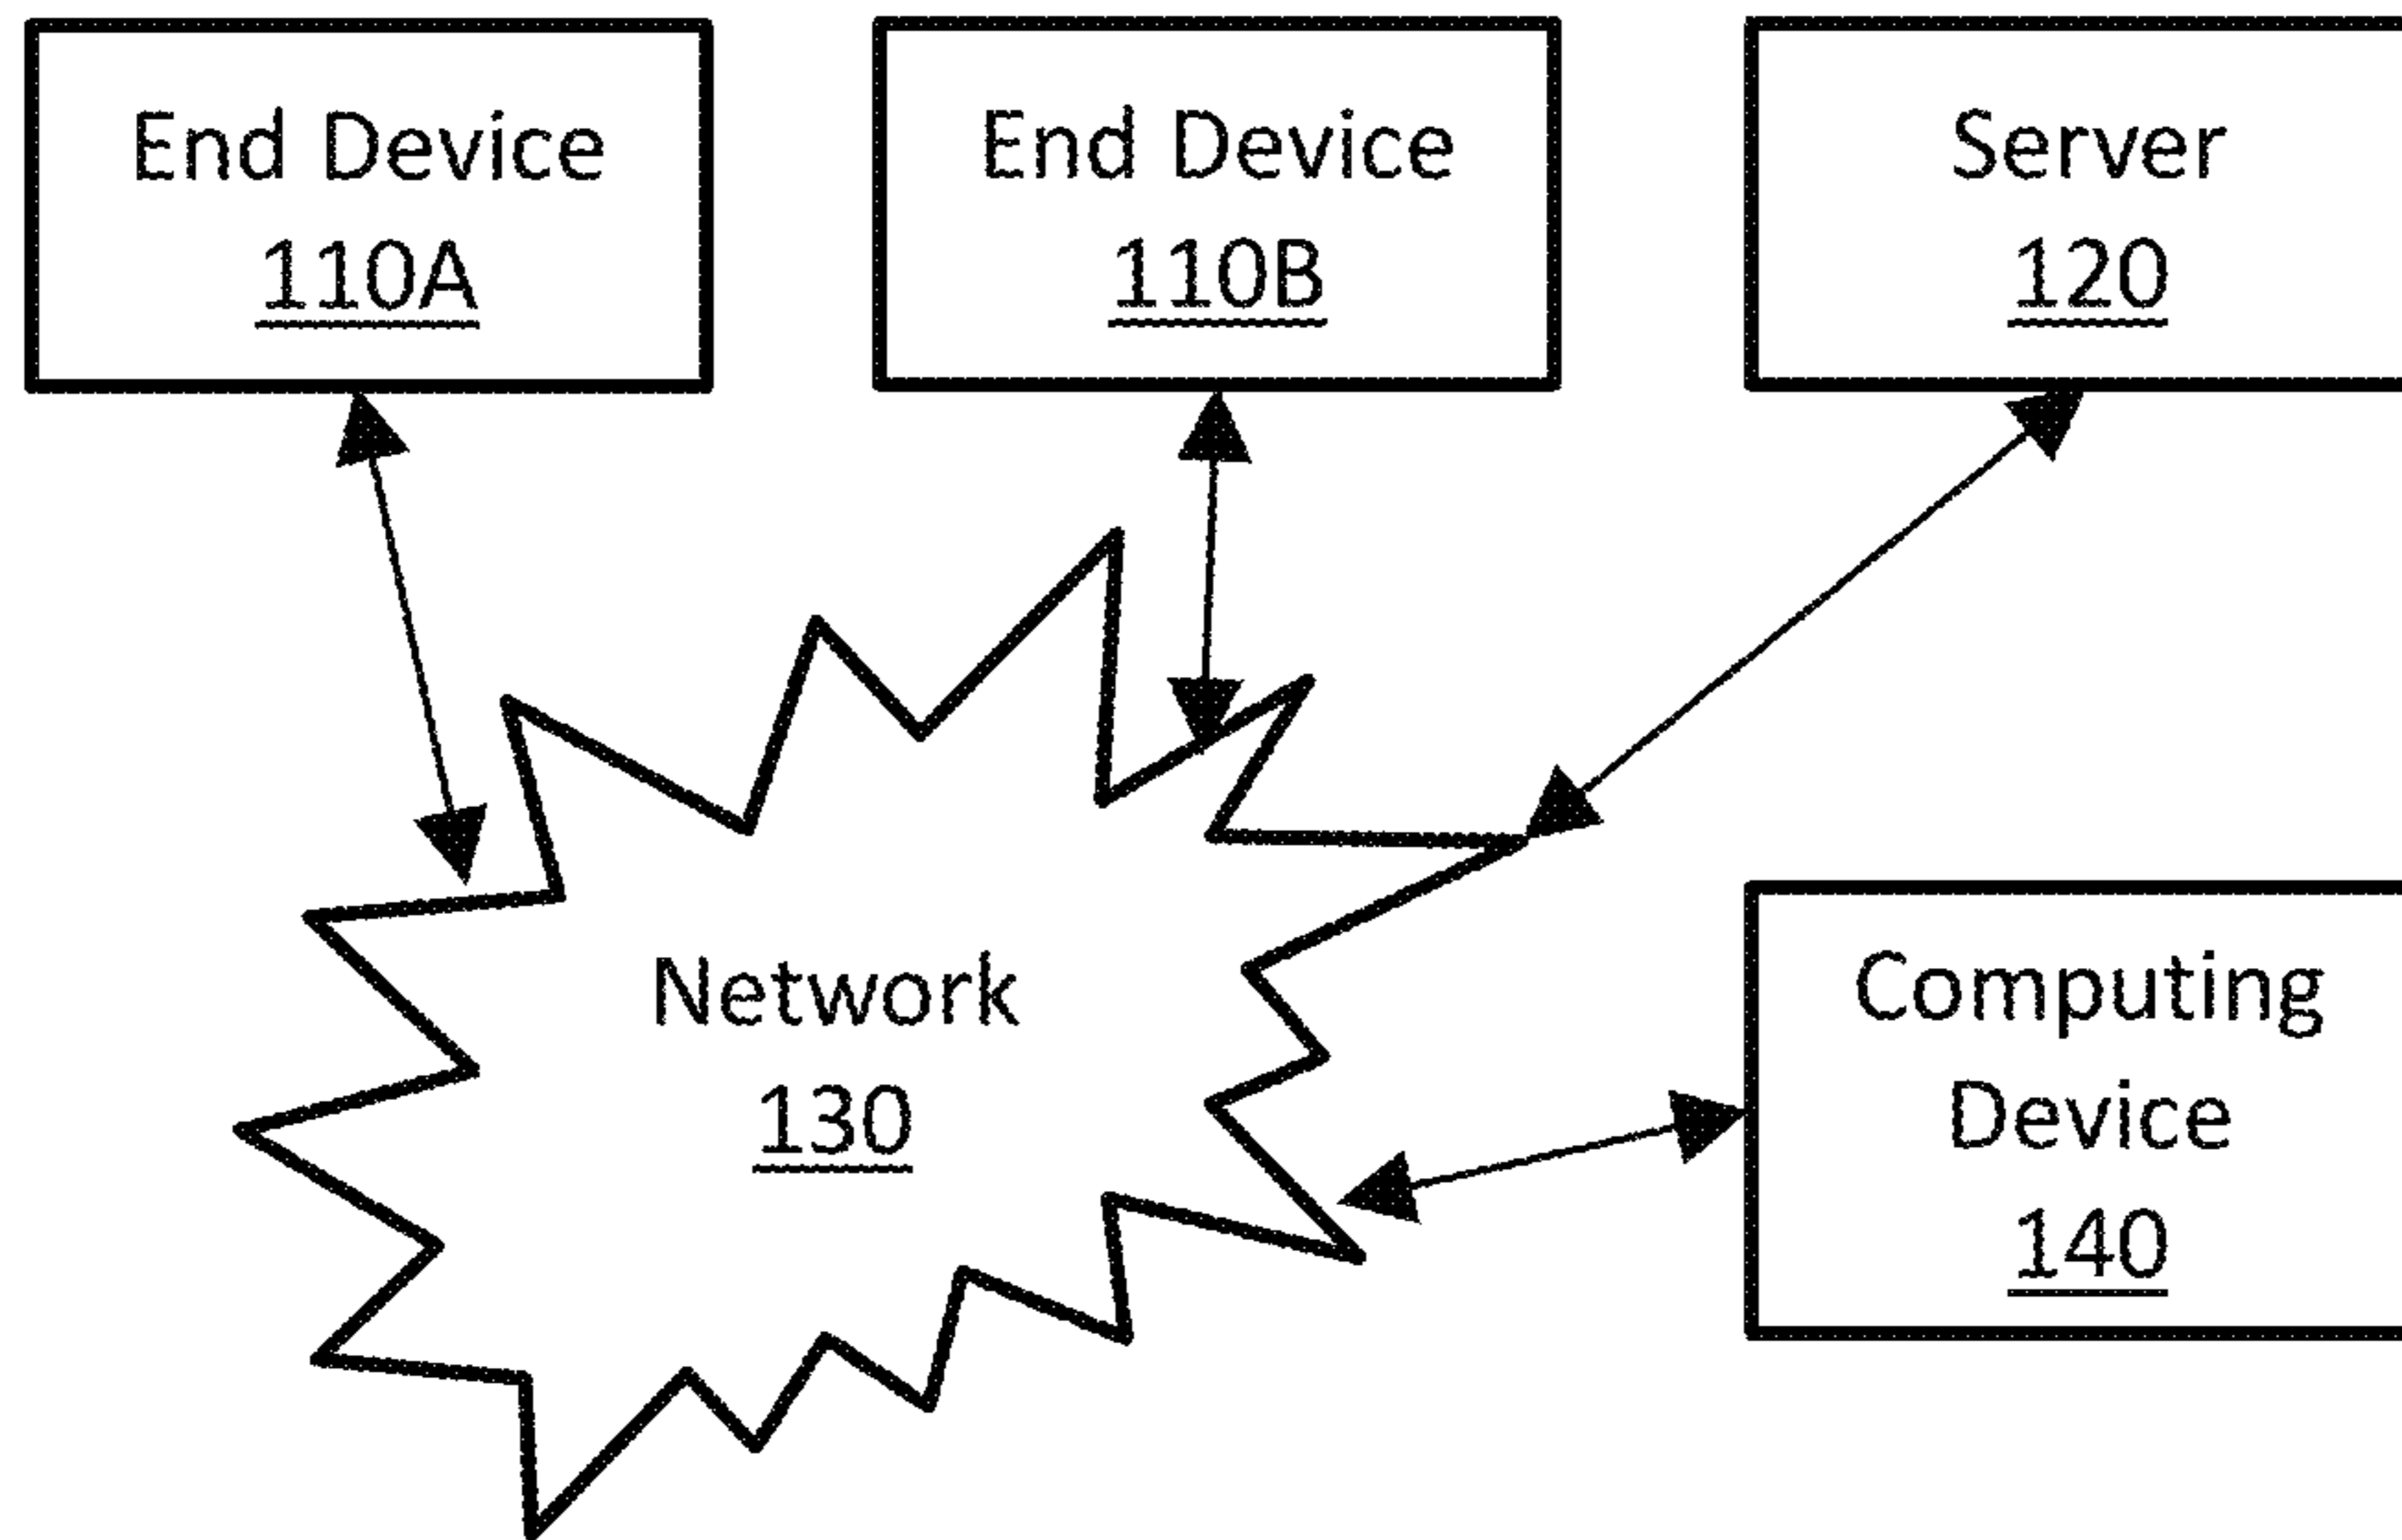 End Device
110A
End Device
110B
Server
120
Network
130
Computing
Device
140